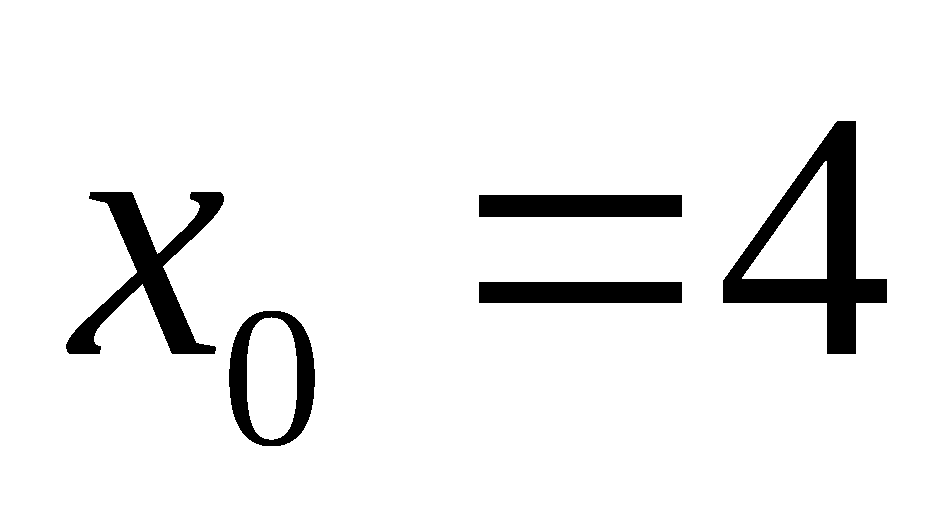 x₀ =4